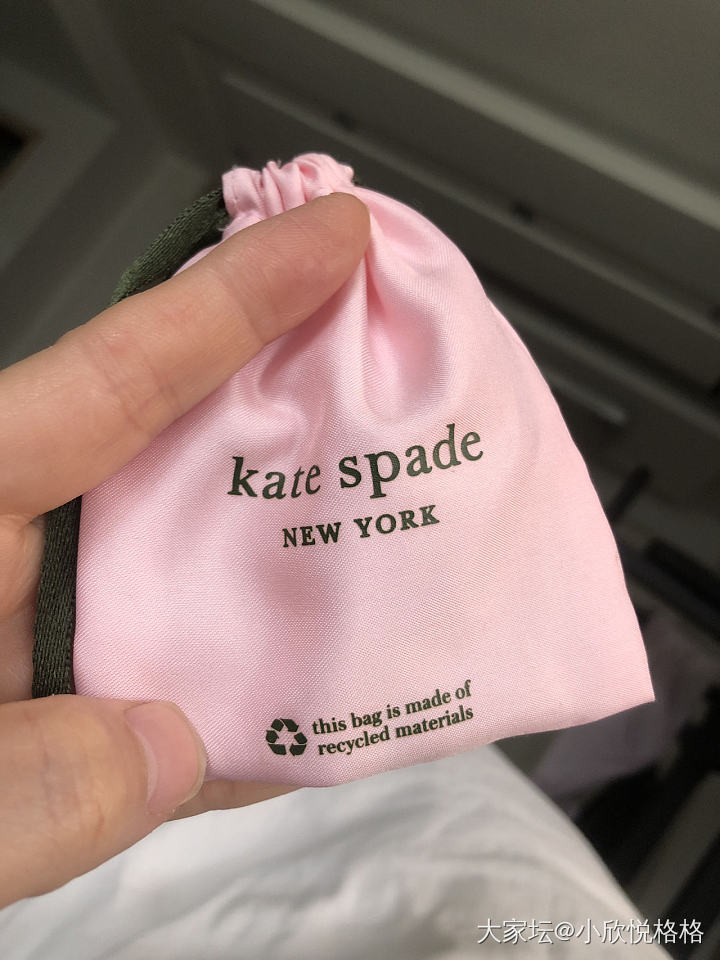 kate spade
NEW YORK
this bag is made of
recycled materials
大家坛@小欣悦格格